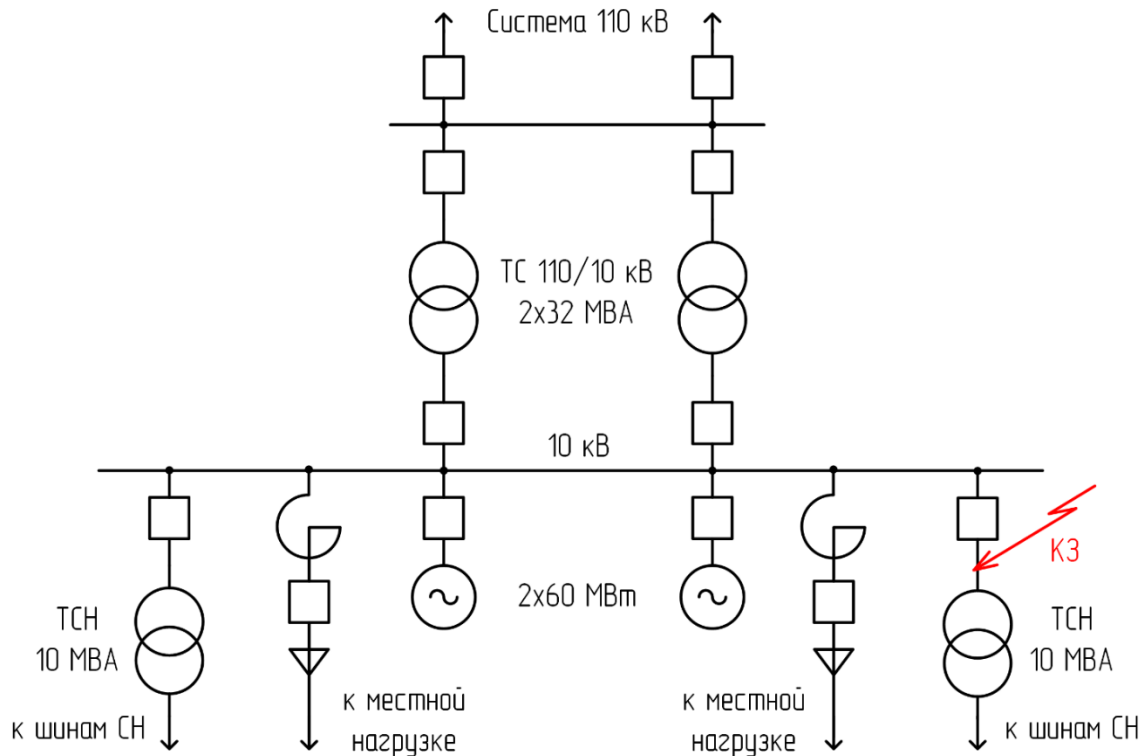 Система 110 кВ
ТС 110/10 кВ
2х32 МВА
10 кВ
КЗ
2х60 МВт
ТСН
10 МВА
ТСН
10 МВА
к шинам СН
к местной
нагрузке
к местной
нагрузке
к шинам СН